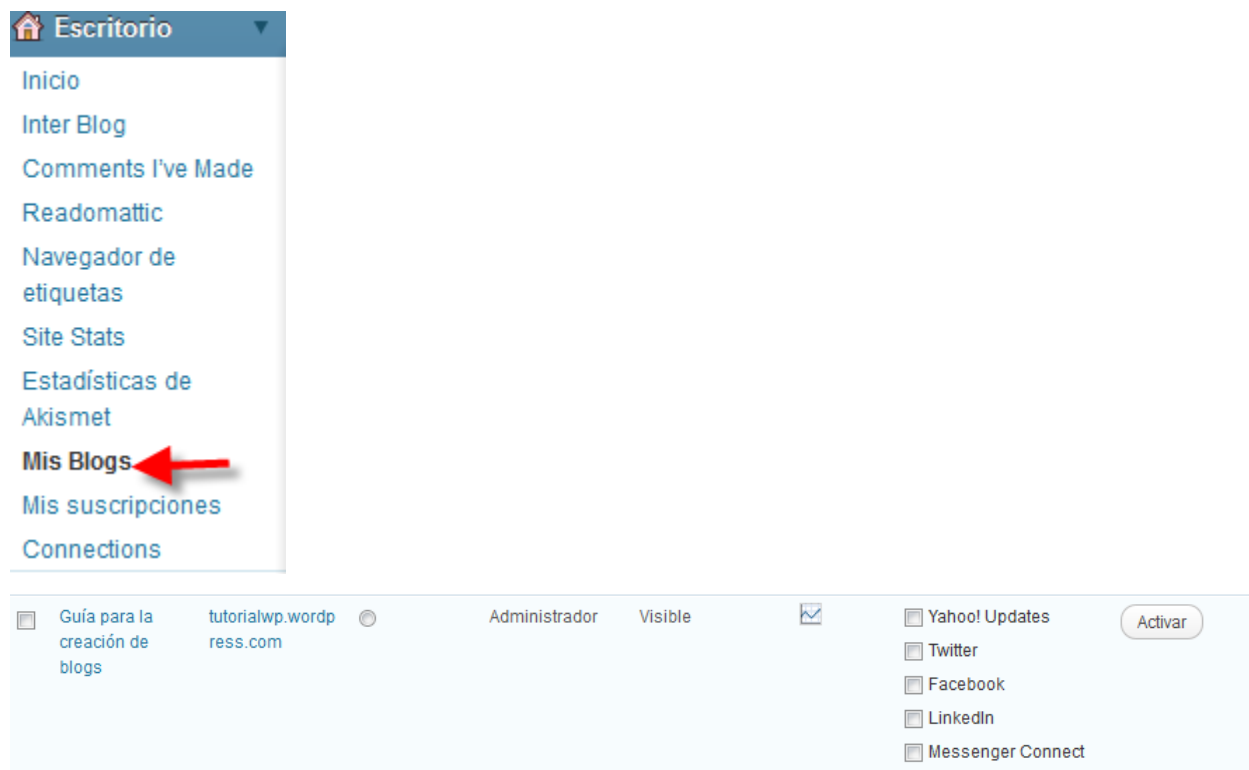 Escritorio
Inicio
Inter Blog
Comments I've Made
Readomattic
Navegador de
etiquetas
Site Stats
Estadísticas de
Akismet
Mis Blogs
Mis suscripciones
Connections
Guía para la
creación de
blogs
tutorialwp.wordp
ress.com
Administrador
Visible
Yahoo! Updates
Twitter
Facebook
LinkedIn
Messenger Connect
Activar